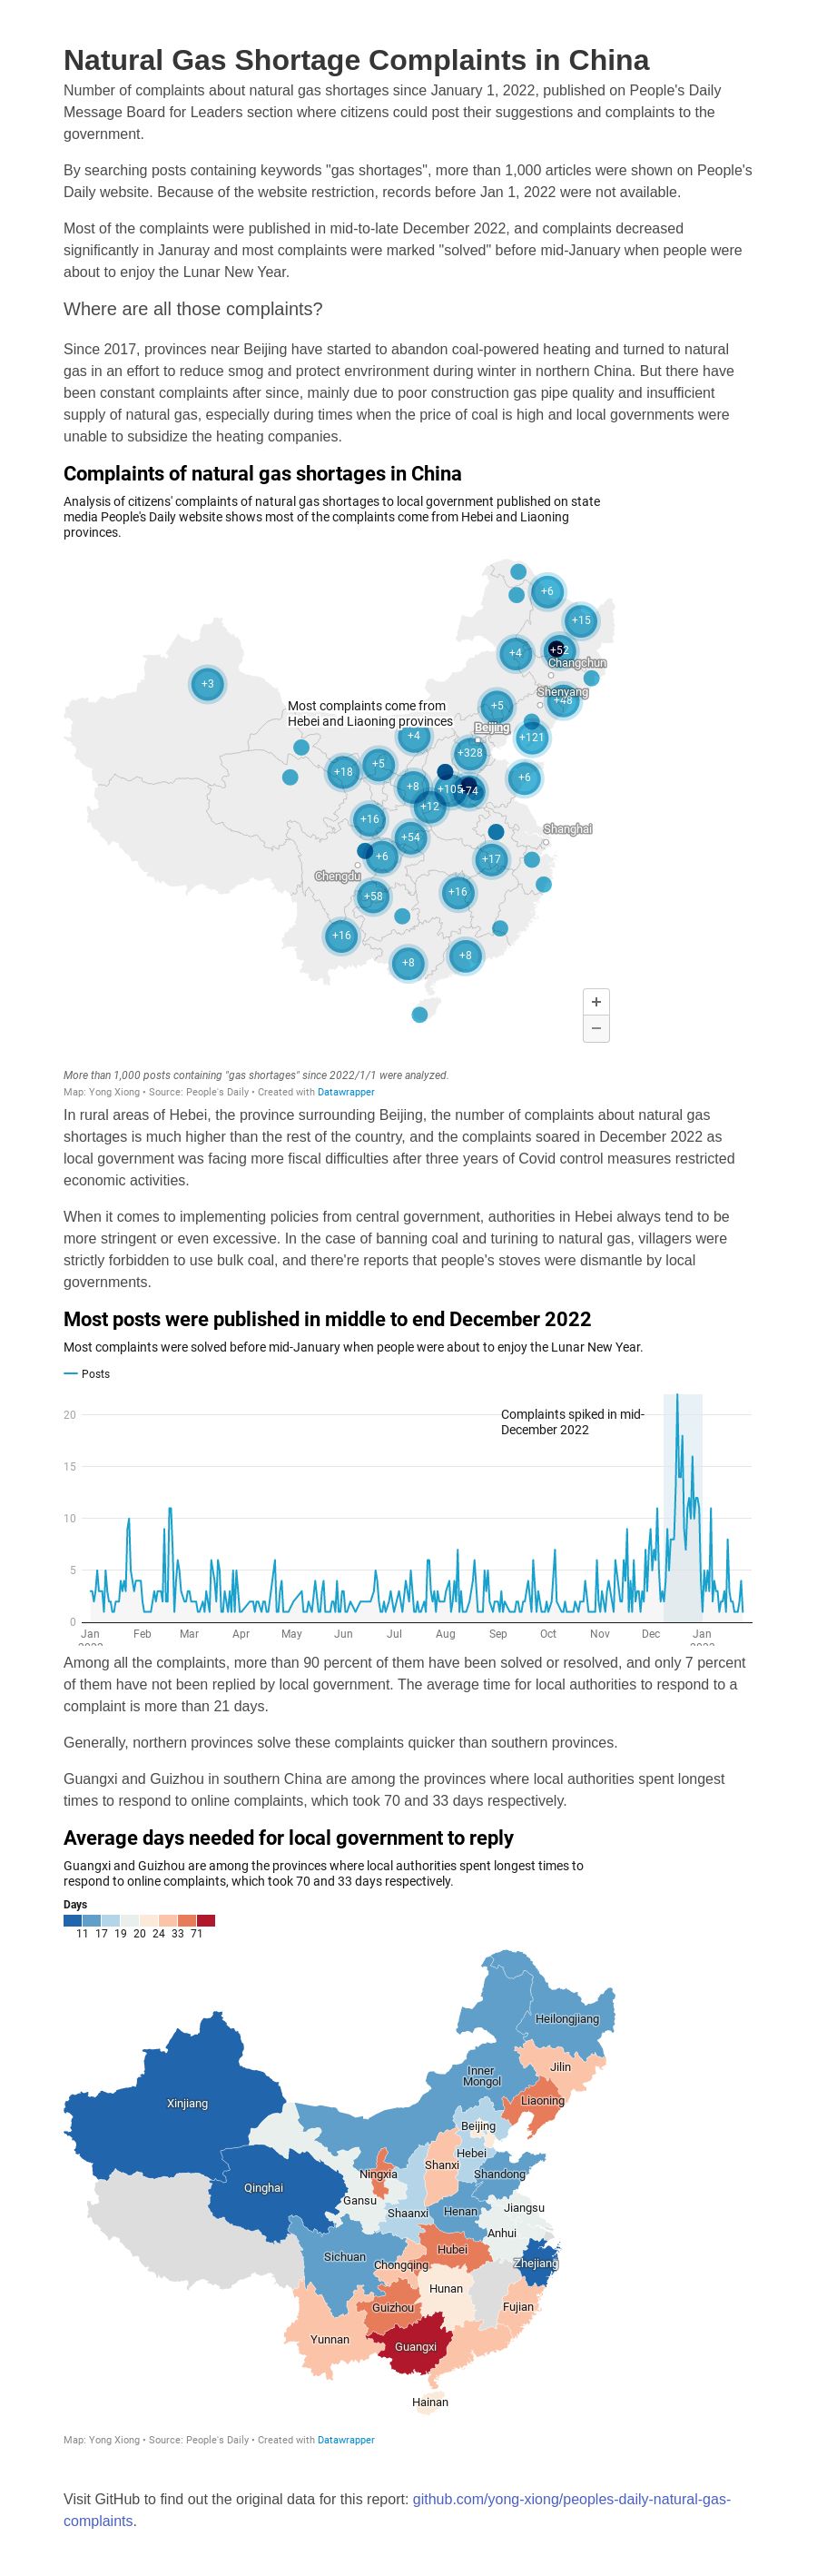 Natural Gas Shortage Complaints in China
Number of complaints about natural gas shortages since January 1, 2022, published on People's Daily
Message Board for Leaders section where citizens could post their suggestions and complaints to the
government.
By searching posts containing keywords "gas shortages", more than 1,000 articles were shown on People's
Daily website. Because of the website restriction, records before Jan 1, 2022 were not available.
Most of the complaints were published in mid-to-late December 2022, and complaints decreased
significantly in Januray and most complaints were marked "solved" before mid-January when people were
about to enjoy the Lunar New Year.
Where are all those complaints?
Since 2017, provinces near Beijing have started to abandon coal-powered heating and turned to natural
gas in an effort to reduce smog and protect envrironment during winter in northern China. But there have
been constant complaints after since, mainly due to poor construction gas pipe quality and insufficient
supply of natural gas, especially during times when the price of coal is high and local governments were
unable to subsidize the heating companies.
Complaints of natural gas shortages in China
Analysis of citizens' complaints of natural gas shortages to local government published on state
media People's Daily website shows most of the complaints come from Hebei and Liaoning
provinces.
+6
+15
+52
+4
Changchun
+3
Shenyang
+48
+5
Most complaints come from
Hebei and Liaoning provinces
Beijing
+4
+121
+328
+5
+18
+6
+8
+105
+74
+12
+16
Shanghai
+54
+6
+17
Chengdu
+58
+16
+16
+8
+8
+
−
More than 1,000 posts containing "gas shortages" since 2022/1/1 were analyzed.
Map: Yong Xiong • Source: People's Daily • Created with Datawrapper
In rural areas of Hebei, the province surrounding Beijing, the number of complaints about natural gas
shortages is much higher than the rest of the country, and the complaints soared in December 2022 as
local government was facing more fiscal difficulties after three years of Covid control measures restricted
economic activities.
When it comes to implementing policies from central government, authorities in Hebei always tend to be
more stringent or even excessive. In the case of banning coal and turining to natural gas, villagers were
strictly forbidden to use bulk coal, and there're reports that people's stoves were dismantle by local
governments.
Most posts were published in middle to end December 2022
Most complaints were solved before mid-January when people were about to enjoy the Lunar New Year.
Posts
Complaints spiked in mid-
December 2022
20
15
10
5
0
Jan Feb Mar Apr May Jun Jul Aug Sep Oct Nov Dec Jan
Among all the complaints, more than 90 percent of them have been solved or resolved, and only 7 percent
of them have not been replied by local government. The average time for local authorities to respond to a
complaint is more than 21 days.
Generally, northern provinces solve these complaints quicker than southern provinces.
Guangxi and Guizhou in southern China are among the provinces where local authorities spent longest
times to respond to online complaints, which took 70 and 33 days respectively.
Average days needed for local government to reply
Guangxi and Guizhou are among the provinces where local authorities spent longest times to
respond to online complaints, which took 70 and 33 days respectively.
Days
11 17 19 20 24 33 71
Heilongjiang
Jilin
Inner
Mongol
Liaoning
Xinjiang
Beijing
Hebei
Shanxi
Ningxia
Shandong
Qinghai
Gansu
Jiangsu
Shaanxi
Henan
Anhui
Hubei
Sichuan
Chongqing
Zhejiang
Hunan
Guizhou
Fujian
Yunnan
Guangxi
Hainan
Map: Yong Xiong • Source: People's Daily • Created with Datawrapper
Visit GitHub to find out the original data for this report: github.com/yong-xiong/peoples-daily-natural-gas-
complaints.